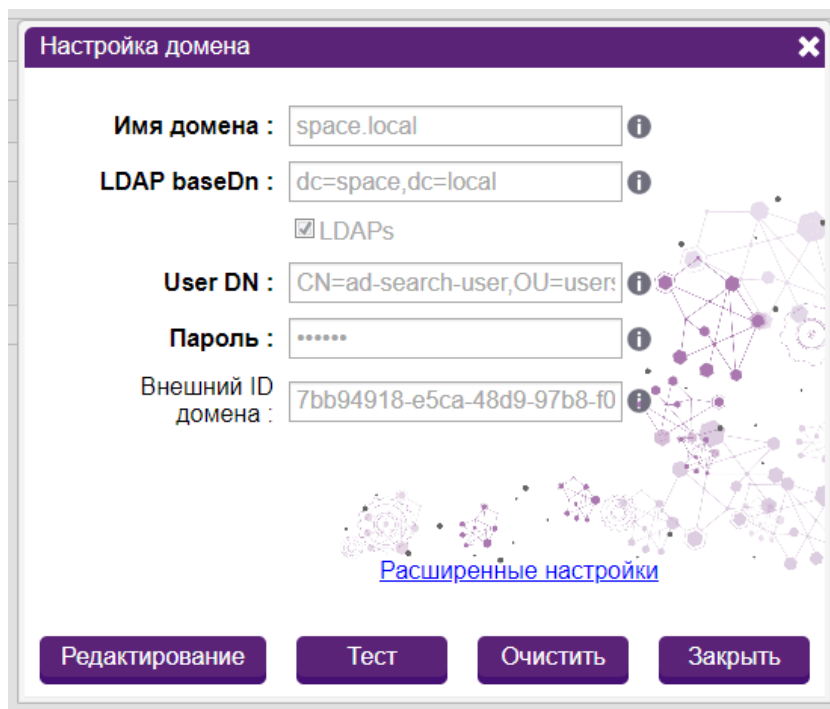 Настройка домена
Имя домена : space.local
LDAP baseDn : dc=space,dc=local
LDAPs
User DN : CN=ad-search-user,OU=users
Пароль : ••••••
Внешний ID
домена : 7bb94918-e5ca-48d9-97b8-f0
Расширенные настройки
Редактирование Тест Очистить Закрыть